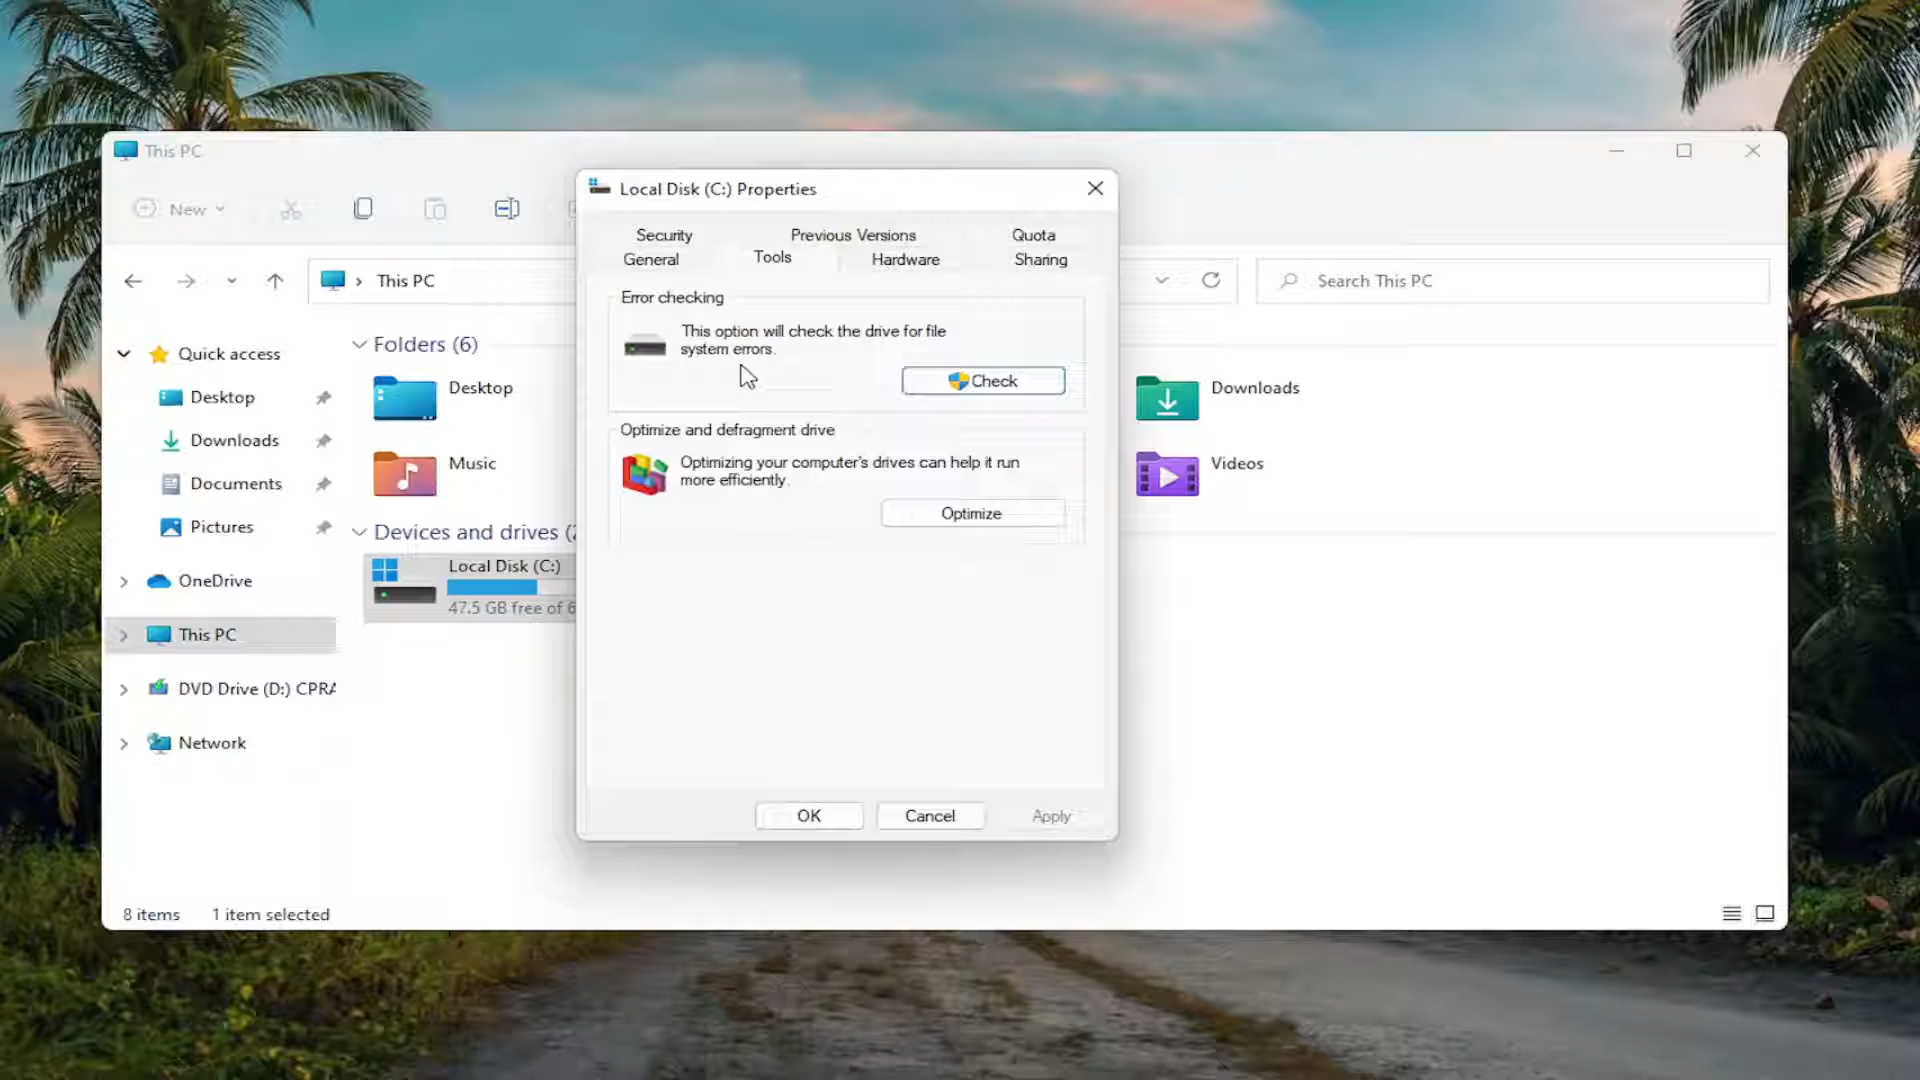 This PC
New
Local Disk (C:) Properties
Security
Previous Versions
Quota
General
Tools
Hardware
Sharing
This PC
Search This PC
Error checking
This option will check the drive for file
system errors.
Check
Optimize and defragment drive
Optimizing your computer's drives can help it run
more efficiently.
Optimize
OK
Cancel
Apply
Quick access
Desktop
Downloads
Documents
Pictures
OneDrive
This PC
DVD Drive (D:) CPRA
Network
Folders (6)
Desktop
Downloads
Music
Videos
Devices and drives (2
Local Disk (C:)
47.5 GB free of 6
8 items
1 item selected